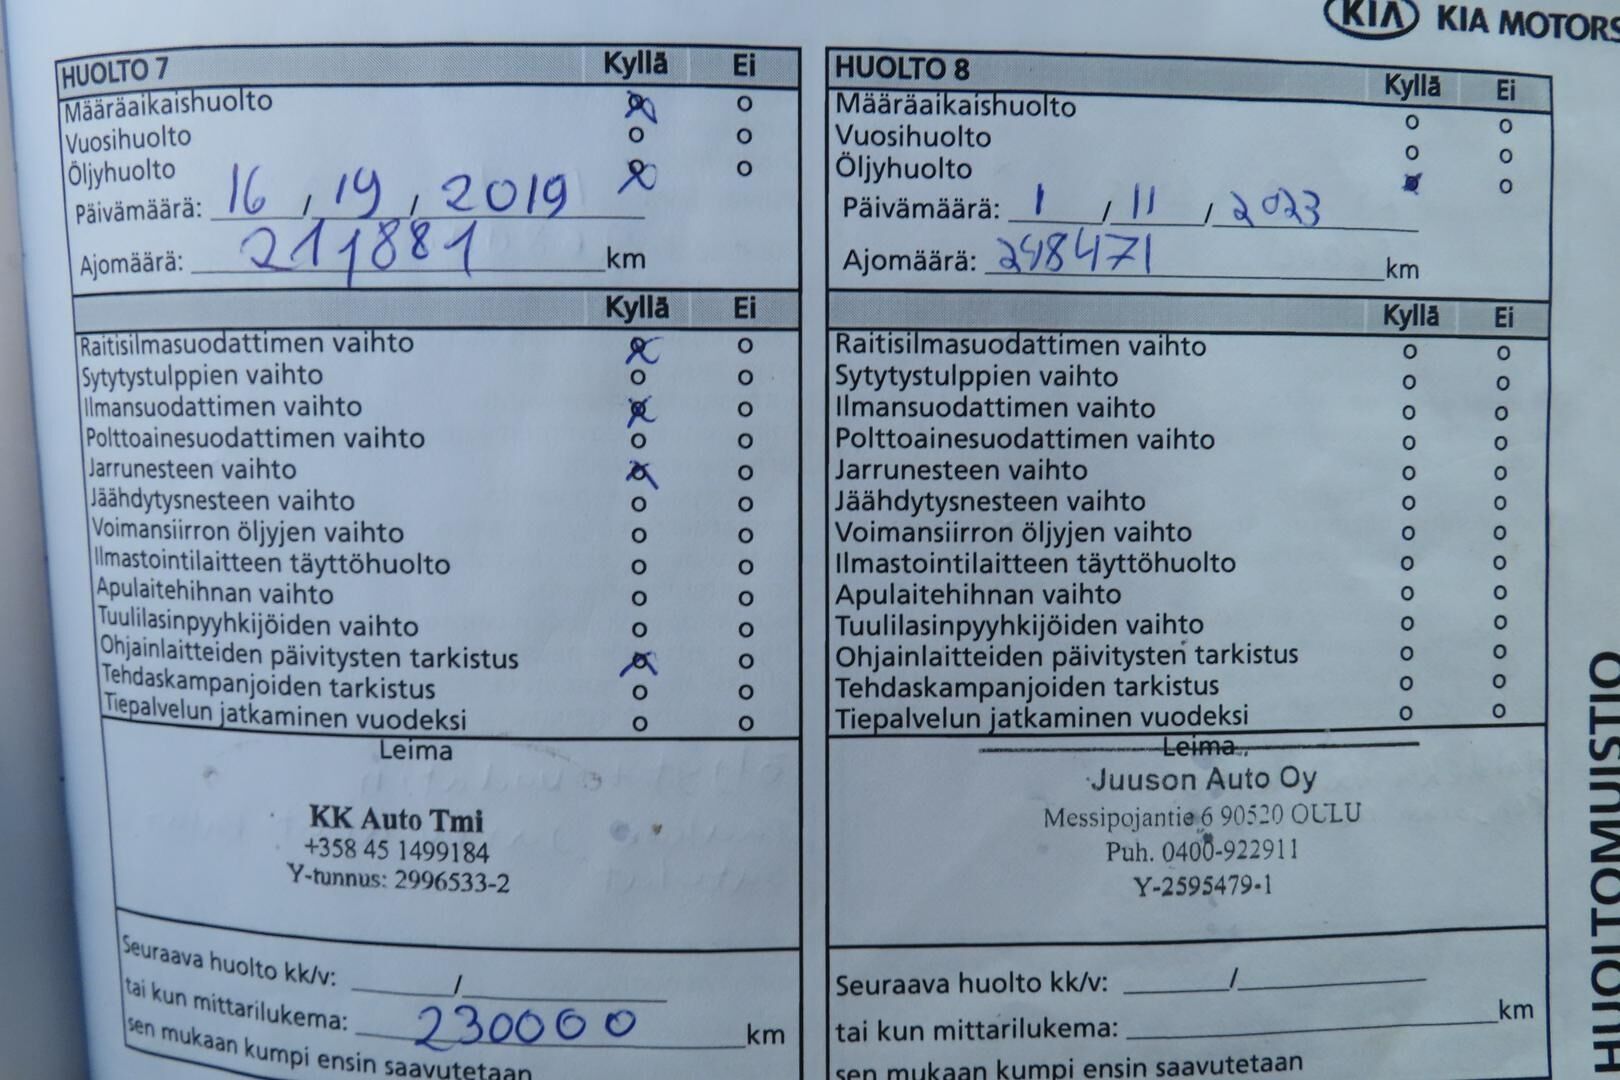 KIA KIA MOTORS
HUOLTO 7 Kyllä Ei
Määräaikaishuolto
Vuosihuolto
Öljyhuolto
Päivämäärä: 16 / 19 / 2019
Ajomäärä: 211881 km
Kyllä Ei
Raitisilmasuodattimen vaihto
Sytytystulppien vaihto
Ilmansuodattimen vaihto
Polttoainesuodattimen vaihto
Jarrunesteen vaihto
Jäähdytysnesteen vaihto
Voimansiirron öljyjen vaihto
Ilmastointilaitteen täyttöhuolto
Apulaitehihnan vaihto
Tuulilasinpyyhkijöiden vaihto
Ohjainlaitteiden päivitysten tarkistus
Tehdaskampanjoiden tarkistus
Tiepalvelun jatkaminen vuodeksi
Leima
KK Auto Tmi
+358 45 1499184
Y-tunnus: 2996533-2
Seuraava huolto kk/v: /
tai kun mittarilukema: 230000 km
sen mukaan kumpi ensin saavutetaan
HUOLTO 8 Kyllä Ei
Määräaikaishuolto
Vuosihuolto
Öljyhuolto
Päivämäärä: 1 / 11 / 2023
Ajomäärä: 248471 km
Kyllä Ei
Raitisilmasuodattimen vaihto
Sytytystulppien vaihto
Ilmansuodattimen vaihto
Polttoainesuodattimen vaihto
Jarrunesteen vaihto
Jäähdytysnesteen vaihto
Voimansiirron öljyjen vaihto
Ilmastointilaitteen täyttöhuolto
Apulaitehihnan vaihto
Tuulilasinpyyhkijöiden vaihto
Ohjainlaitteiden päivitysten tarkistus
Tehdaskampanjoiden tarkistus
Tiepalvelun jatkaminen vuodeksi
Leima
Juuson Auto Oy
Messipojantie 6 90520 OULU
Puh. 0400-922911
Y-2595479-1
Seuraava huolto kk/v: /
tai kun mittarilukema: km
sen mukaan kumpi ensin saavutetaan
HUOLTOMUISTIO